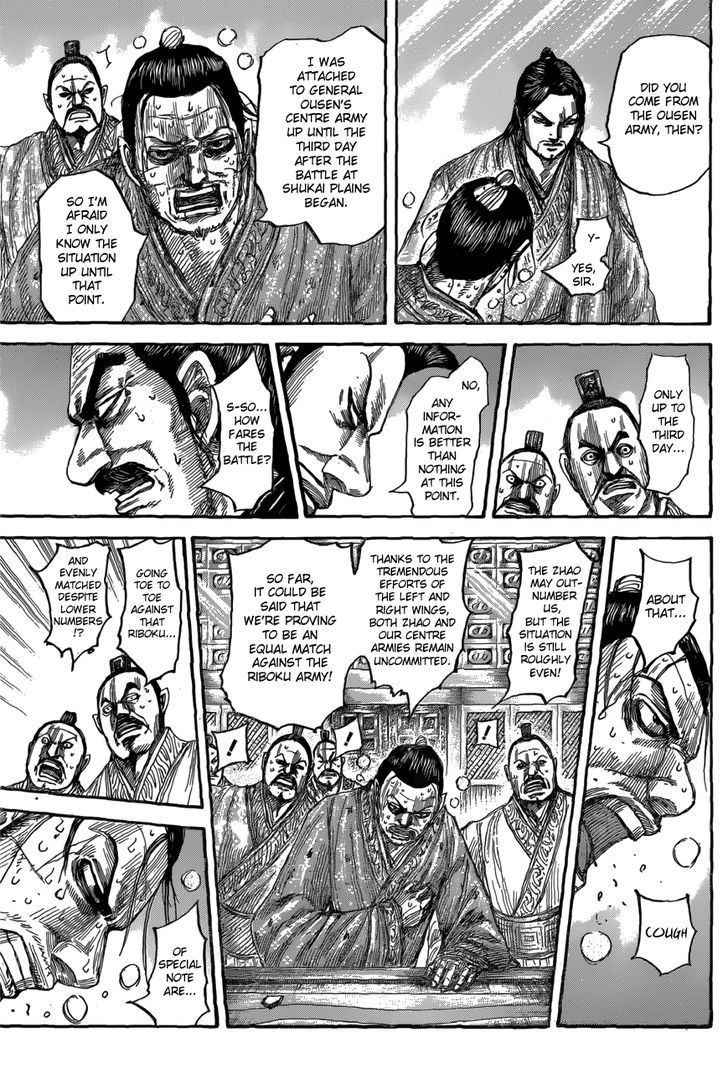 DID YOU
COME FROM
THE OUSEN
ARMY, THEN?
Y-
YES,
SIR.
I WAS
ATTACHED
TO GENERAL
OUSEN'S
CENTRE ARMY
UP UNTIL THE
THIRD DAY
AFTER THE
BATTLE AT
SHUKAI PLAINS
BEGAN.
SO I'M
AFRAID
I ONLY
KNOW THE
SITUATION
UP UNTIL
THAT
POINT.
ONLY
UP TO
THE
THIRD
DAY...
NO,
ANY
INFOR-
MATION
IS BETTER
THAN
NOTHING
AT THIS
POINT.
S-SO...
HOW
FARES
THE
BATTLE?
ABOUT
THAT...
COUGH
THE ZHAO
MAY OUT-
NUMBER
US,
BUT THE
SITUATION
IS STILL
ROUGHLY
EVEN!
THANKS TO THE
TREMENDOUS
EFFORTS OF
THE LEFT AND
RIGHT WINGS,
BOTH ZHAO AND
OUR CENTRE
ARMIES REMAIN
UNCOMMITTED.
SO FAR,
IT COULD BE
SAID THAT
WE'RE PROVING
TO BE AN
EQUAL MATCH
AGAINST THE
RIBOKU ARMY!
!
!
!
GOING
TOE TO
TOE
AGAINST
THAT
RIBOKU...
AND
EVENLY
MATCHED
DESPITE
LOWER
NUMBERS
!?
OF
SPECIAL
NOTE
ARE...